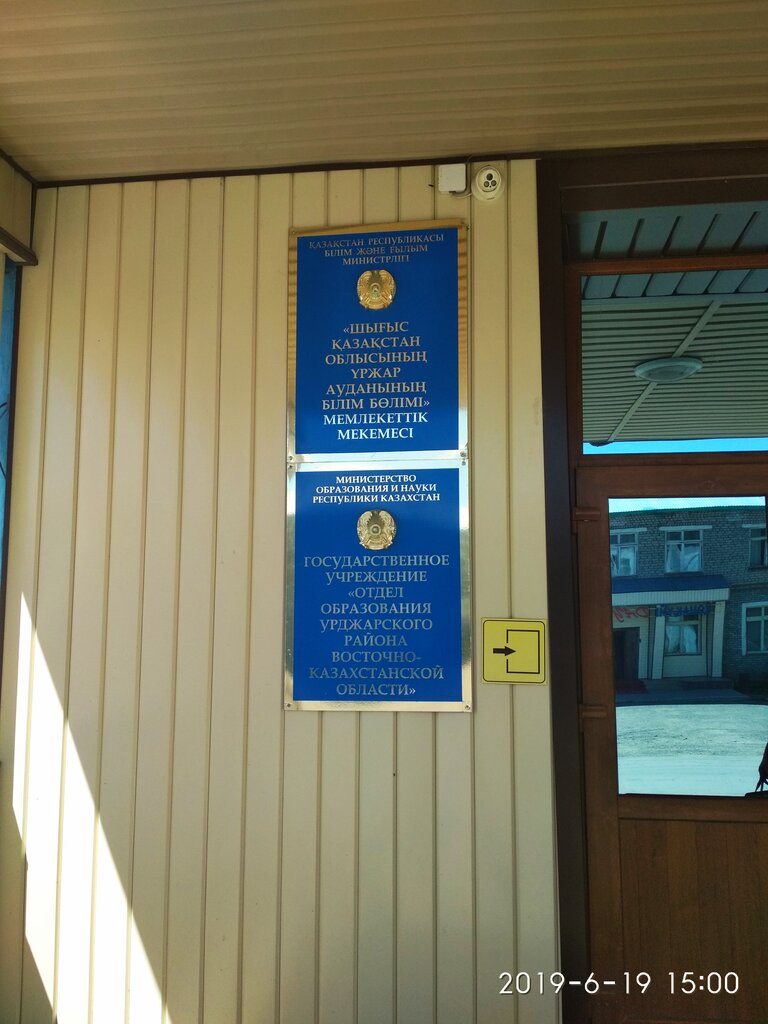 ҚАЗАҚСТАН РЕСПУБЛИКАСЫ
БІЛІМ ЖӘНЕ ҒЫЛЫМ
МИНИСТРЛІГІ
«ШЫҒЫС
ҚАЗАҚСТАН
ОБЛЫСЫНЫҢ
ҮРЖАР
АУДАНЫНЫҢ
БІЛІМ БӨЛІМІ»
МЕМЛЕКЕТТІК
МЕКЕМЕСІ
МИНИСТЕРСТВО
ОБРАЗОВАНИЯ И НАУКИ
РЕСПУБЛИКИ КАЗАХСТАН
ГОСУДАРСТВЕННОЕ
УЧРЕЖДЕНИЕ
«ОТДЕЛ
ОБРАЗОВАНИЯ
УРДЖАРСКОГО
РАЙОНА
ВОСТОЧНО-
КАЗАХСТАНСКОЙ
ОБЛАСТИ»
2019-6-19 15:00